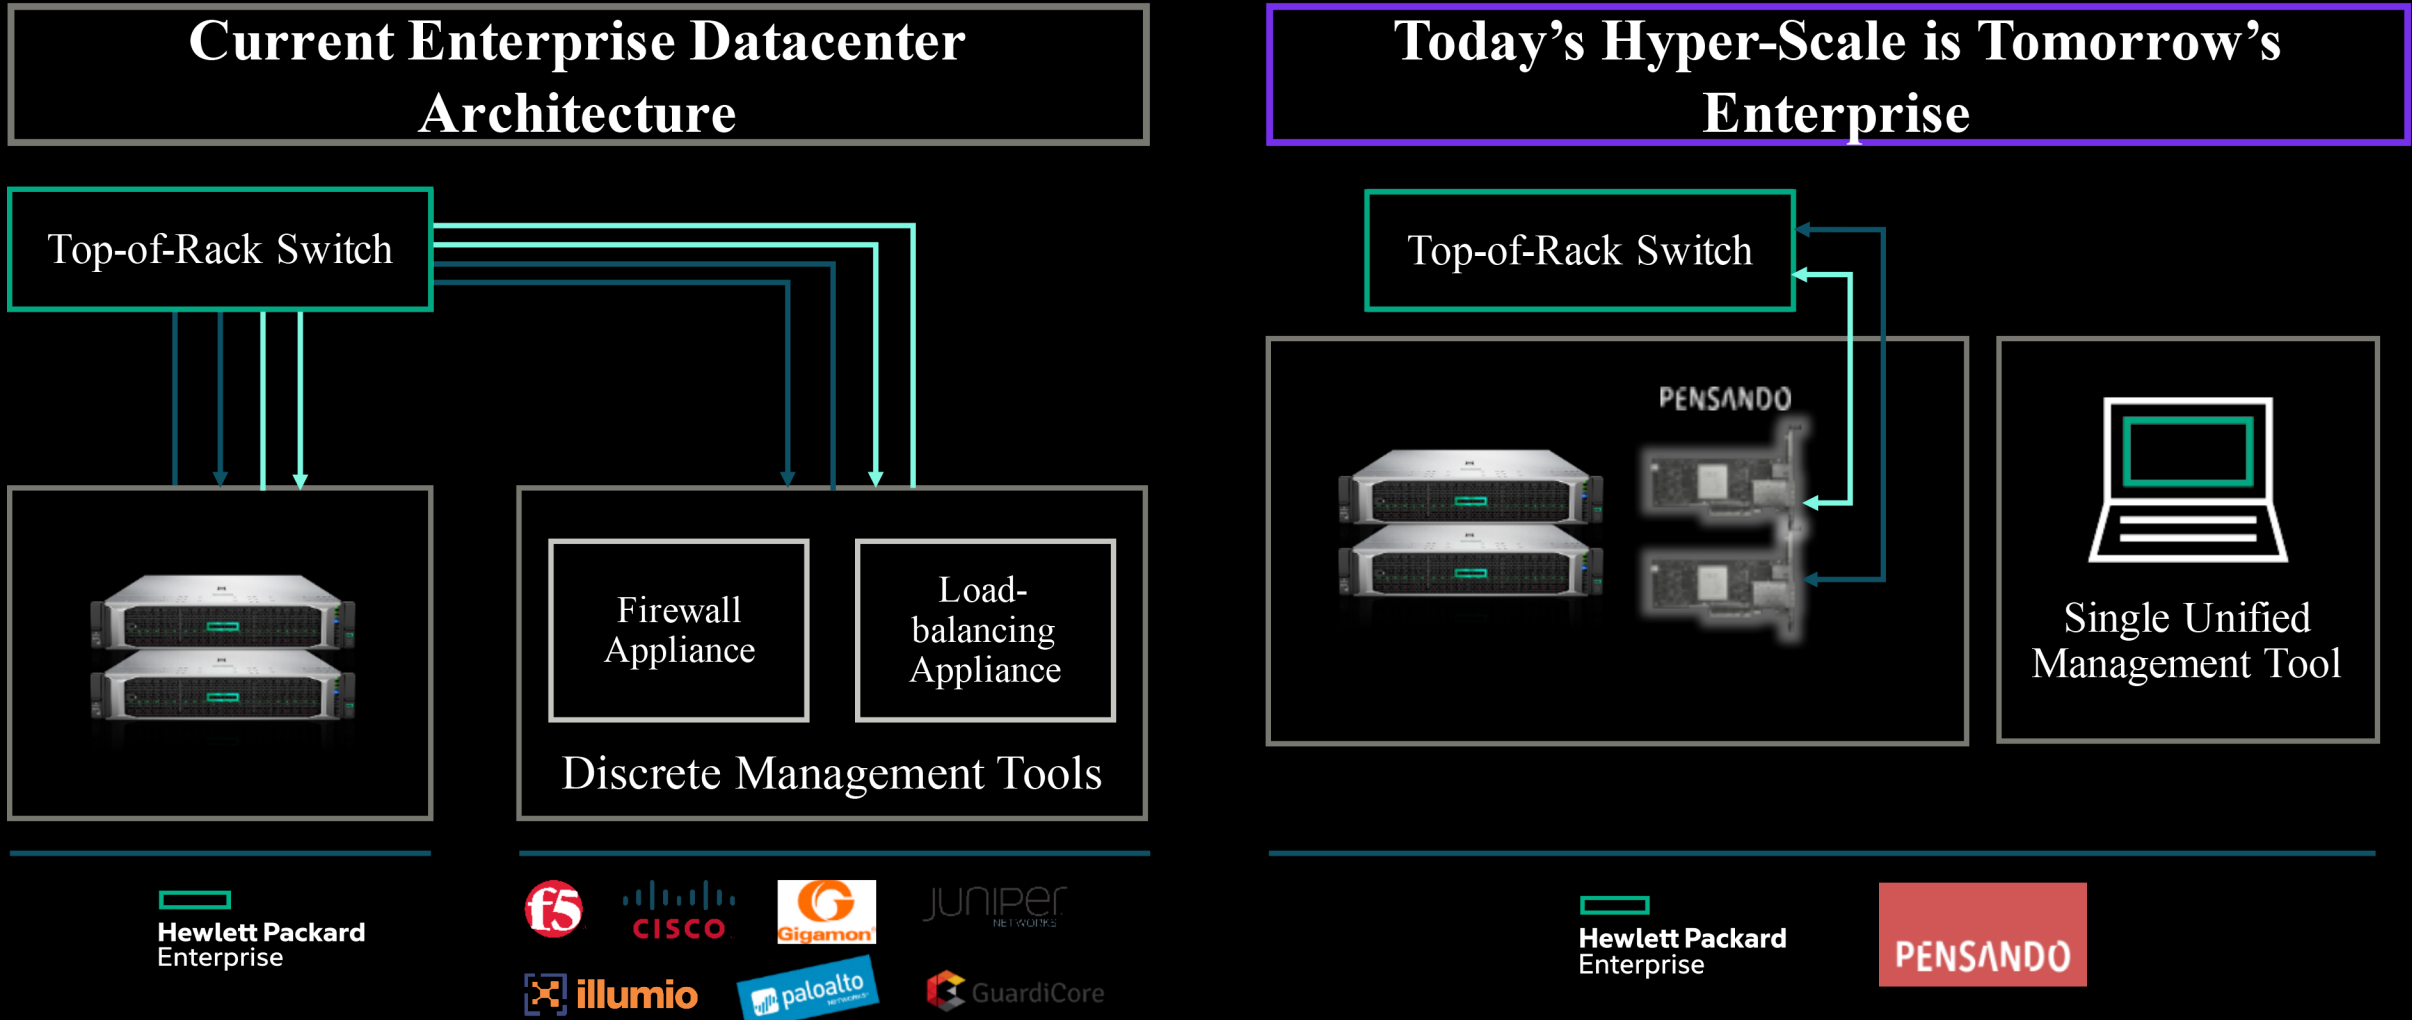 Current Enterprise Datacenter
Architecture
Top-of-Rack Switch
Firewall
Appliance
Load-
balancing
Appliance
Discrete Management Tools
Hewlett Packard
Enterprise
f5
CISCO
Gigamon®
JUNIPER
NETWORKS
illumio
paloalto
NETWORKS
GuardiCore
Today’s Hyper-Scale is Tomorrow’s
Enterprise
Top-of-Rack Switch
PENSANDO
Single Unified
Management Tool
Hewlett Packard
Enterprise
PENSANDO